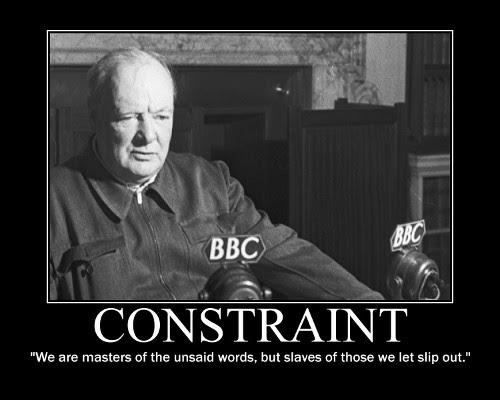 BBC
BBC
CONSTRAINT
"We are masters of the unsaid words, but slaves of those we let slip out."